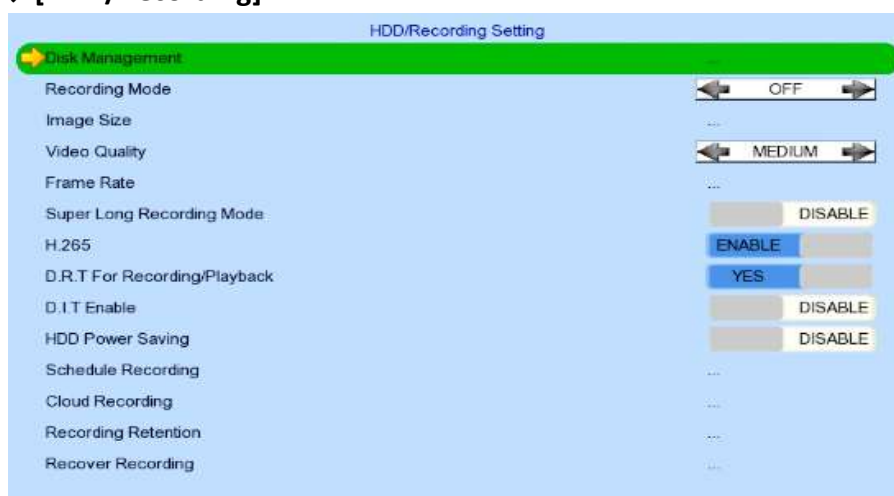 HDD/Recording Setting
Disk Management ...
Recording Mode OFF
Image Size ...
Video Quality MEDIUM
Frame Rate ...
Super Long Recording Mode DISABLE
H.265 ENABLE
D.R.T For Recording/Playback YES
D.I.T Enable DISABLE
HDD Power Saving DISABLE
Schedule Recording ...
Cloud Recording ...
Recording Retention ...
Recover Recording ...